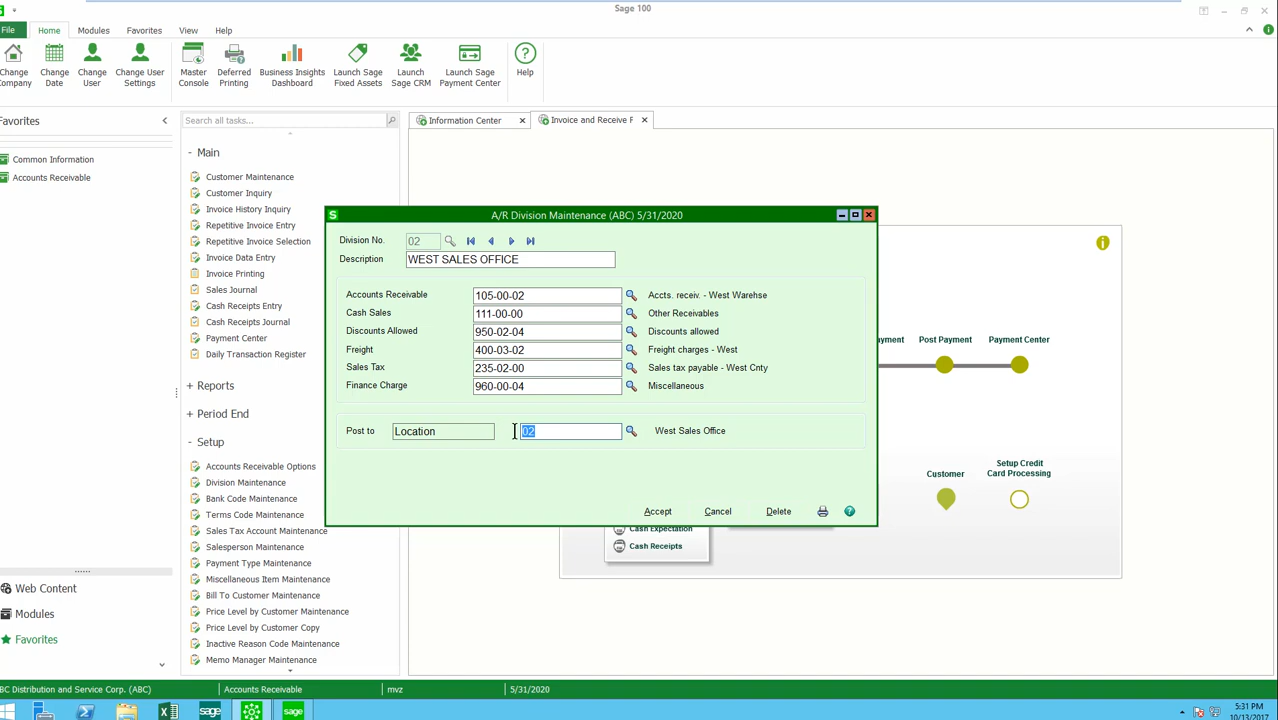 Sage 100
File
Home
Modules
Favorites
View
Help
Change Company
Change Date
Change User
Change User Settings
Master Console
Deferred Printing
Business Insights Dashboard
Launch Sage Fixed Assets
Launch Sage CRM
Launch Sage Payment Center
Help
Favorites
Common Information
Accounts Receivable
Web Content
Modules
Favorites
Search all tasks...
- Main
Customer Maintenance
Customer Inquiry
Invoice History Inquiry
Repetitive Invoice Entry
Repetitive Invoice Selection
Invoice Data Entry
Invoice Printing
Sales Journal
Cash Receipts Entry
Cash Receipts Journal
Payment Center
Daily Transaction Register
+ Reports
+ Period End
- Setup
Accounts Receivable Options
Division Maintenance
Bank Code Maintenance
Terms Code Maintenance
Sales Tax Account Maintenance
Salesperson Maintenance
Payment Type Maintenance
Miscellaneous Item Maintenance
Bill To Customer Maintenance
Price Level by Customer Maintenance
Price Level by Customer Copy
Inactive Reason Code Maintenance
Memo Manager Maintenance
Information Center
Invoice and Receive P
S A/R Division Maintenance (ABC) 5/31/2020
Division No. 02
Description WEST SALES OFFICE
Accounts Receivable 105-00-02 Accts. receiv. - West Warehse
Cash Sales 111-00-00 Other Receivables
Discounts Allowed 950-02-04 Discounts allowed
Freight 400-03-02 Freight charges - West
Sales Tax 235-02-00 Sales tax payable - West Cnty
Finance Charge 960-00-04 Miscellaneous
Post to Location 02 West Sales Office
Accept Cancel Delete
ayment Post Payment Payment Center
Customer
Setup Credit
Card Processing
Cash Expectation
Cash Receipts
BC Distribution and Service Corp. (ABC) Accounts Receivable mvz 5/31/2020
sage
sage
5:31 PM
10/13/2017